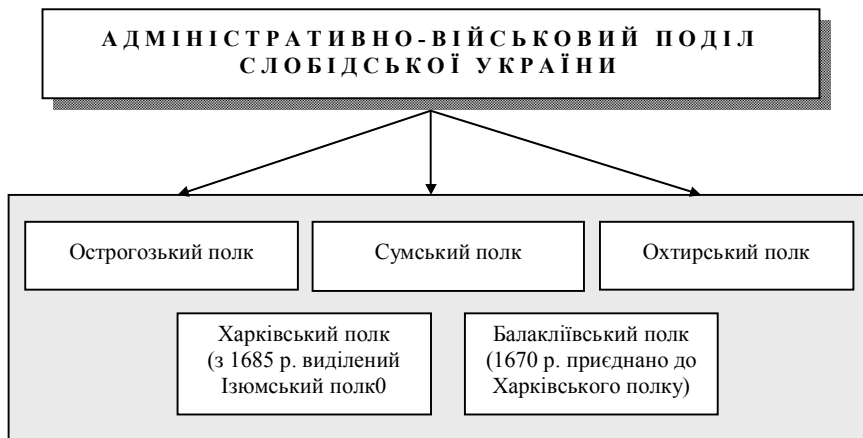 АДМІНІСТРАТИВНО-ВІЙСЬКОВИЙ ПОДІЛ
СЛОБІДСЬКОЇ УКРАЇНИ
Острогозький полк
Сумський полк
Охтирський полк
Харківський полк
(з 1685 р. виділений
Ізюмський полк0
Балакліївський полк
(1670 р. приєднано до
Харківського полку)